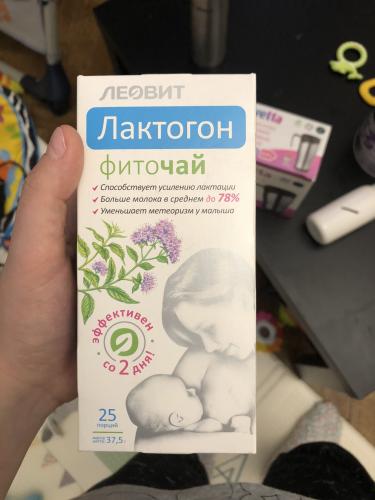 ЛЕОВИТ
Лактогон
фиточай
Способствует усилению лактации
Больше молока в среднем до 78%
Уменьшает метеоризм у малыша
эффективен
со 2 дня!
25
порций
37,5 г